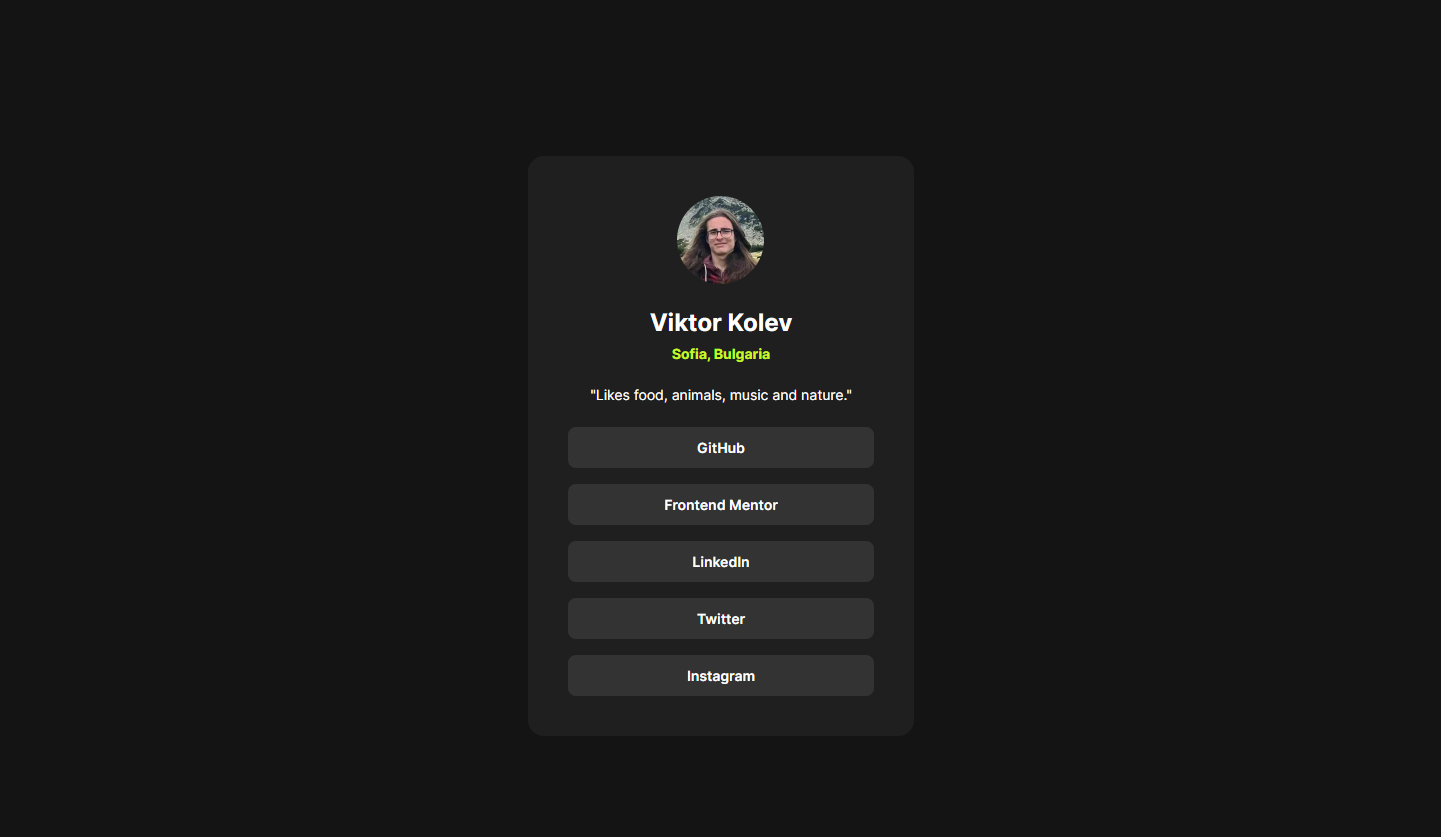 Viktor Kolev
Sofia, Bulgaria
"Likes food, animals, music and nature."
GitHub
Frontend Mentor
LinkedIn
Twitter
Instagram